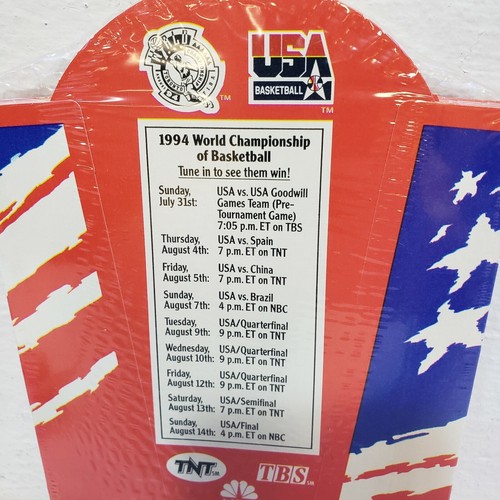 USA
BASKETBALL
TM
TM
1994 World Championship
of Basketball
Tune in to see them win!
Sunday, USA vs. USA Goodwill
July 31st: Games Team (Pre-
Tournament Game)
7:05 p.m. ET on TBS
Thursday, USA vs. Spain
August 4th: 7 p.m. ET on TNT
Friday, USA vs. China
August 5th: 7 p.m. ET on TNT
Sunday, USA vs. Brazil
August 7th: 4 p.m. ET on NBC
Tuesday, USA/Quarterfinal
August 9th: 9 p.m. ET on TNT
Wednesday, USA/Quarterfinal
August 10th: 9 p.m. ET on TNT
Friday, USA/Quarterfinal
August 12th: 9 p.m. ET on TNT
Saturday, USA/Semifinal
August 13th: 7 p.m. ET on TNT
Sunday, USA/Final
August 14th: 4 p.m. ET on NBC
TNT SM
TBS SM